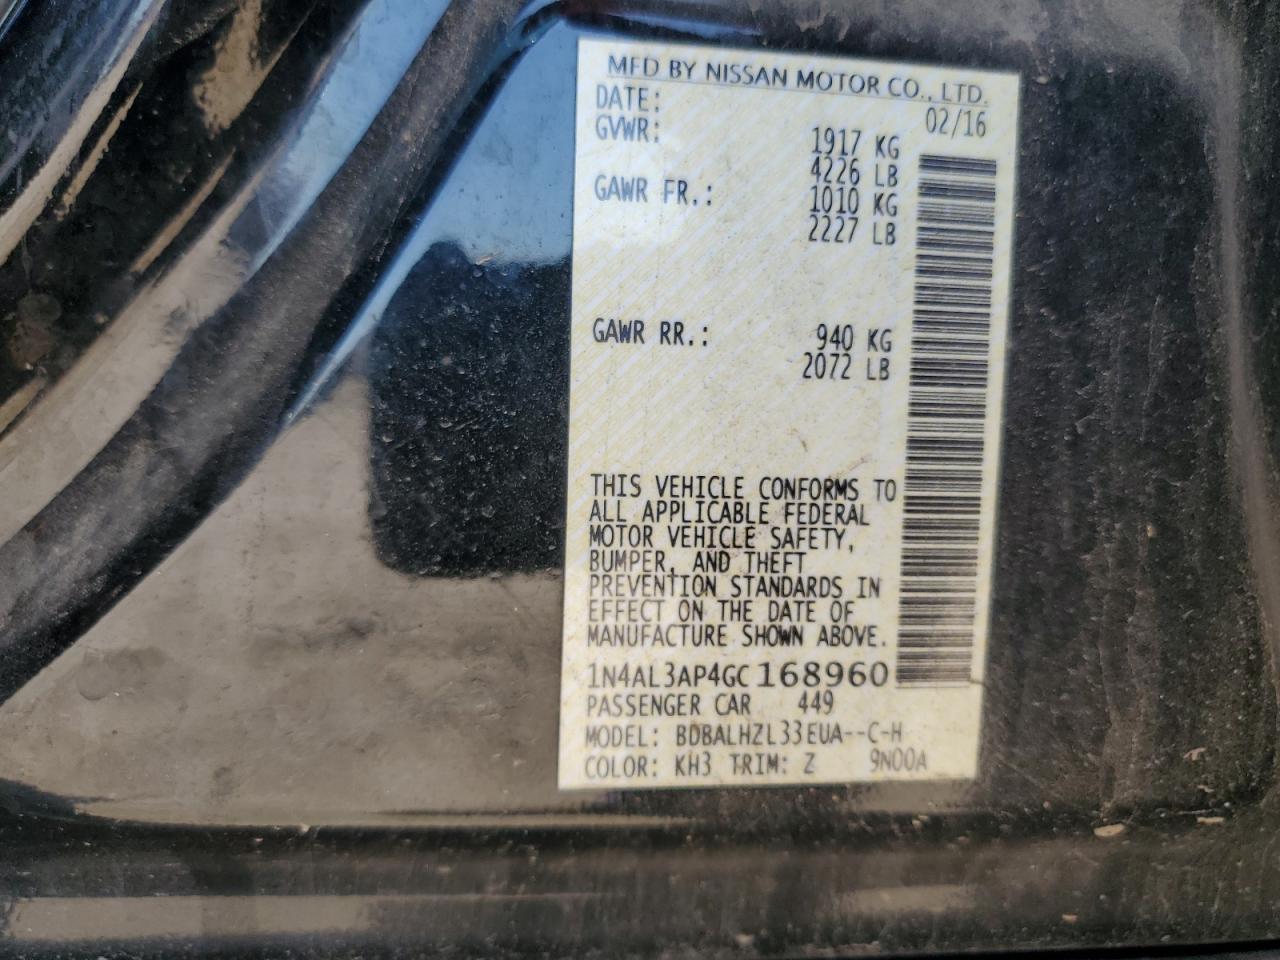 MFD BY NISSAN MOTOR CO., LTD.
DATE: 02/16
GVWR: 1917 KG
4226 LB
GAWR FR.: 1010 KG
2227 LB
GAWR RR.: 940 KG
2072 LB
THIS VEHICLE CONFORMS TO
ALL APPLICABLE FEDERAL
MOTOR VEHICLE SAFETY,
BUMPER, AND THEFT
PREVENTION STANDARDS IN
EFFECT ON THE DATE OF
MANUFACTURE SHOWN ABOVE.
1N4AL3AP4GC168960
PASSENGER CAR 449
MODEL: BDBALHZL33EUA--C-H
COLOR: KH3 TRIM: Z 9N00A